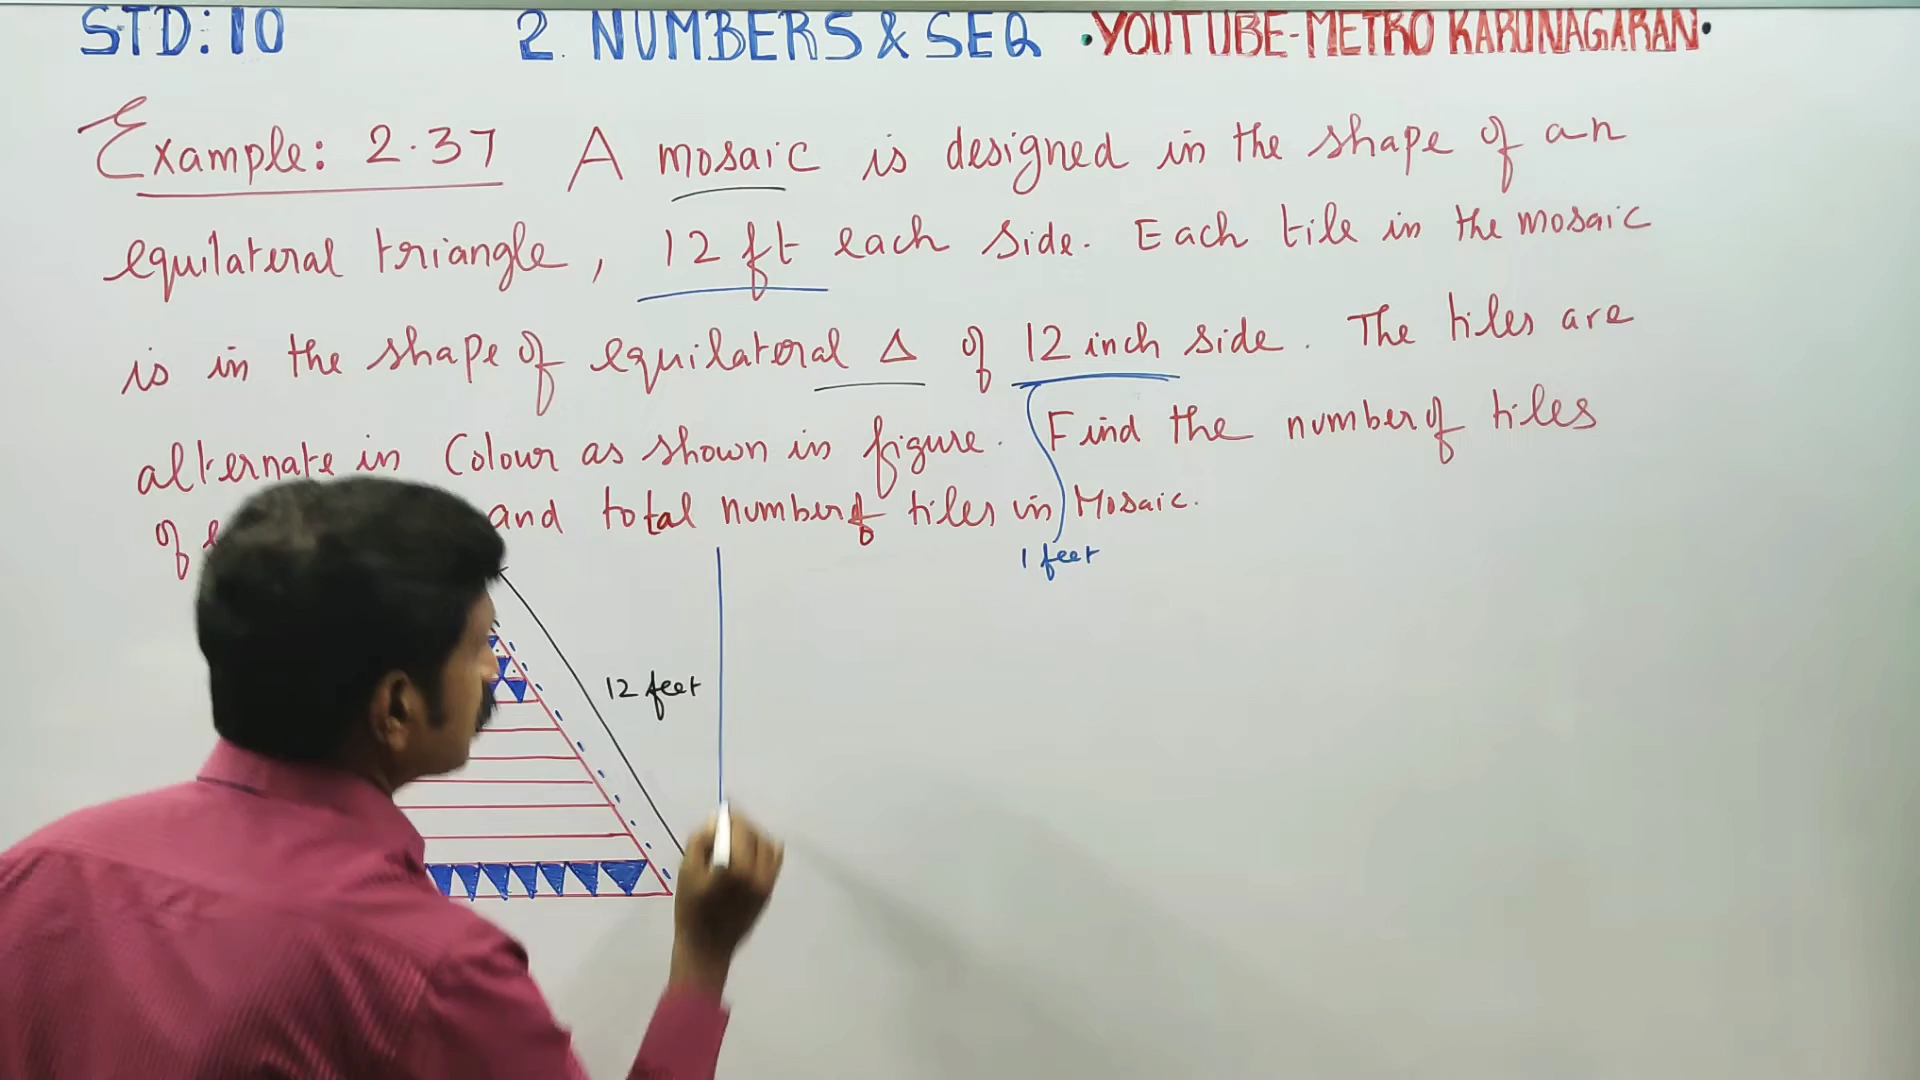 STD: 10 2. NUMBERS & SEQ •YOUTUBE-METRO KARUNAGARAN•
Example: 2.37 A mosaic is designed in the shape of an
equilateral triangle, 12 ft each side. Each tile in the mosaic
is in the shape of equilateral Δ of 12 inch side. The tiles are
alternate in Colour as shown in figure. Find the number of tiles
of and total number of tiles in Mosaic.
1 feet
12 feet